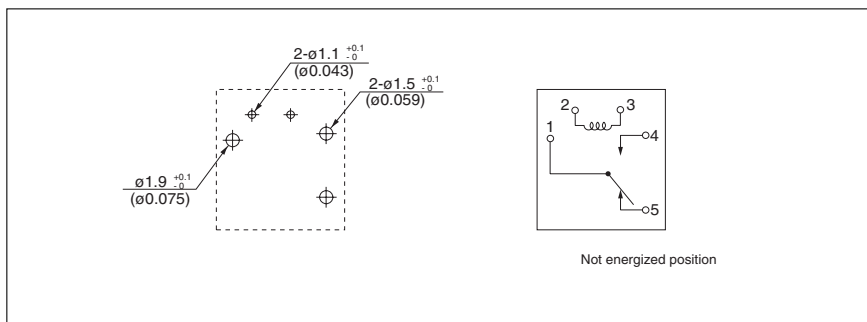 2-ø1.1 +0.1 -0
(ø0.043)
2-ø1.5 +0.1 -0
(ø0.059)
ø1.9 +0.1 -0
(ø0.075)
2
3
1
4
5
Not energized position